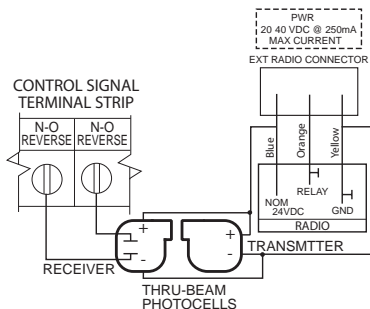 PWR
20 40 VDC @ 250mA
MAX CURRENT
EXT RADIO CONNECTOR
CONTROL SIGNAL
TERMINAL STRIP
N-O
REVERSE
N-O
REVERSE
Blue
Orange
Yellow
RELAY
NOM
24VDC
GND
RADIO
+
-
+
-
TRANSMTTER
RECEIVER
THRU-BEAM
PHOTOCELLS